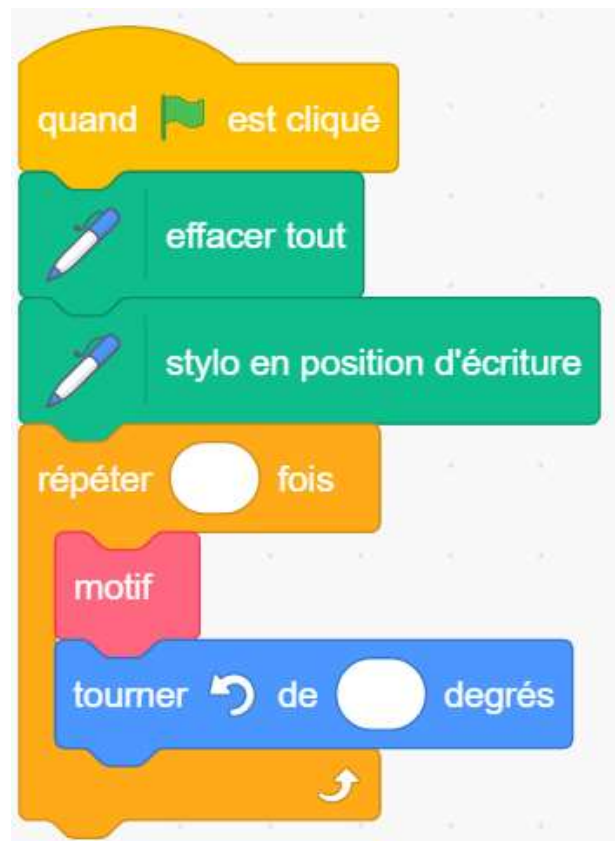 quand est cliqué
effacer tout
stylo en position d'écriture
répéter fois
motif
tourner de degrés